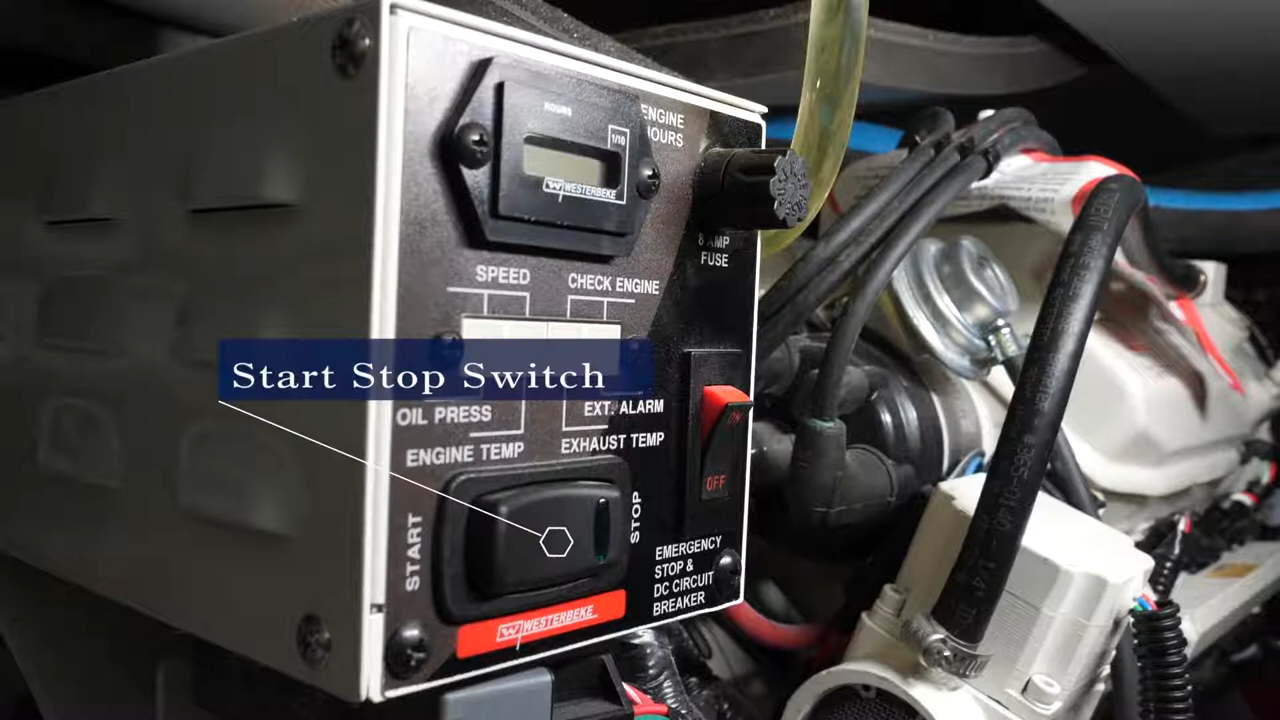 HOURS
1/10
WESTERBEKE
ENGINE
HOURS
8 AMP
FUSE
SPEED
CHECK ENGINE
Start Stop Switch
OIL PRESS
EXT. ALARM
ENGINE TEMP
EXHAUST TEMP
ON
OFF
START
STOP
EMERGENCY
STOP &
DC CIRCUIT
BREAKER
WESTERBEKE